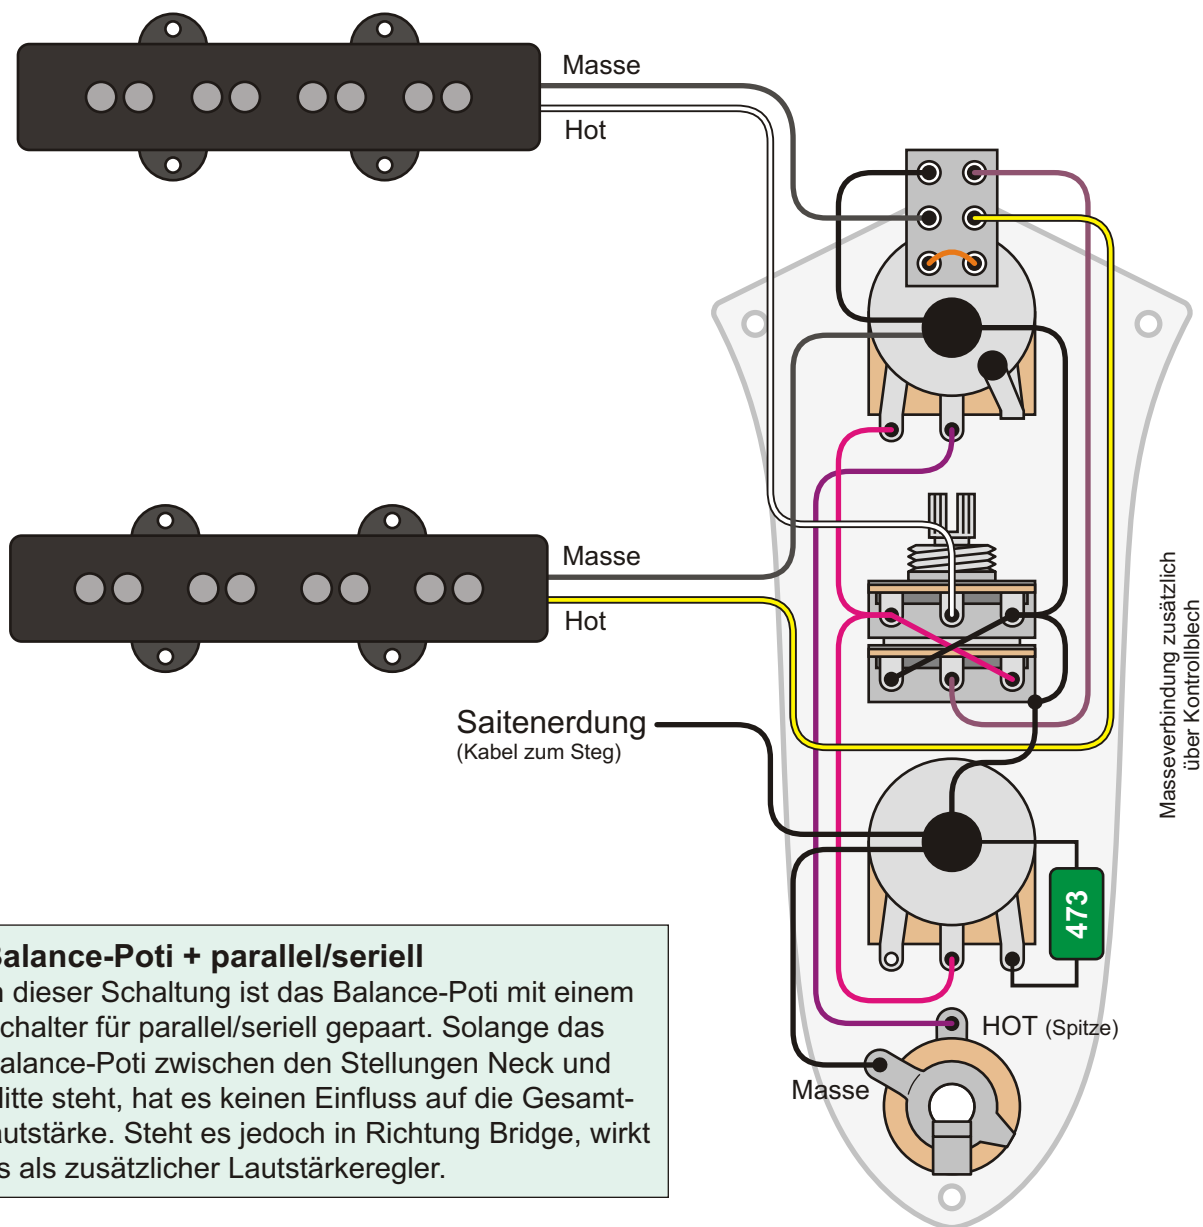 Masse
Hot
Masse
Hot
Saitenerdung
(Kabel zum Steg)
Masseverbindung zusätzlich
über Kontrollblech
473
HOT (Spitze)
Masse
Balance-Poti + parallel/seriell
n dieser Schaltung ist das Balance-Poti mit einem
chalter für parallel/seriell gepaart. Solange das
alance-Poti zwischen den Stellungen Neck und
Mitte steht, hat es keinen Einfluss auf die Gesamt-
autstärke. Steht es jedoch in Richtung Bridge, wirkt
s als zusätzlicher Lautstärkeregler.